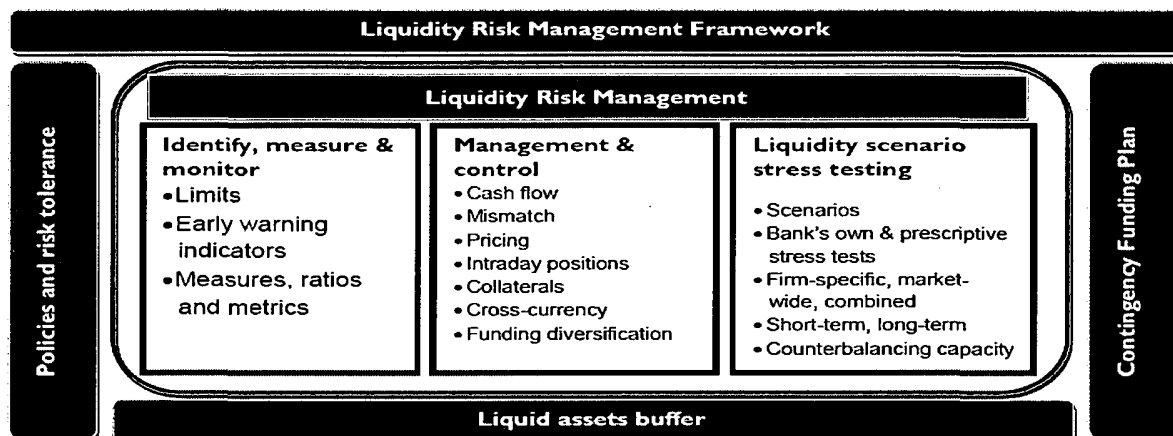 Liquidity Risk Management Framework
Policies and risk tolerance
Liquidity Risk Management
Identify, measure &
monitor
•Limits
•Early warning
indicators
•Measures, ratios
and metrics
Management &
control
•Cash flow
•Mismatch
•Pricing
•Intraday positions
•Collaterals
•Cross-currency
•Funding diversification
Liquidity scenario
stress testing
•Scenarios
•Bank's own & prescriptive
stress tests
•Firm-specific, market-
wide, combined
•Short-term, long-term
•Counterbalancing capacity
Contingency Funding Plan
Liquid assets buffer